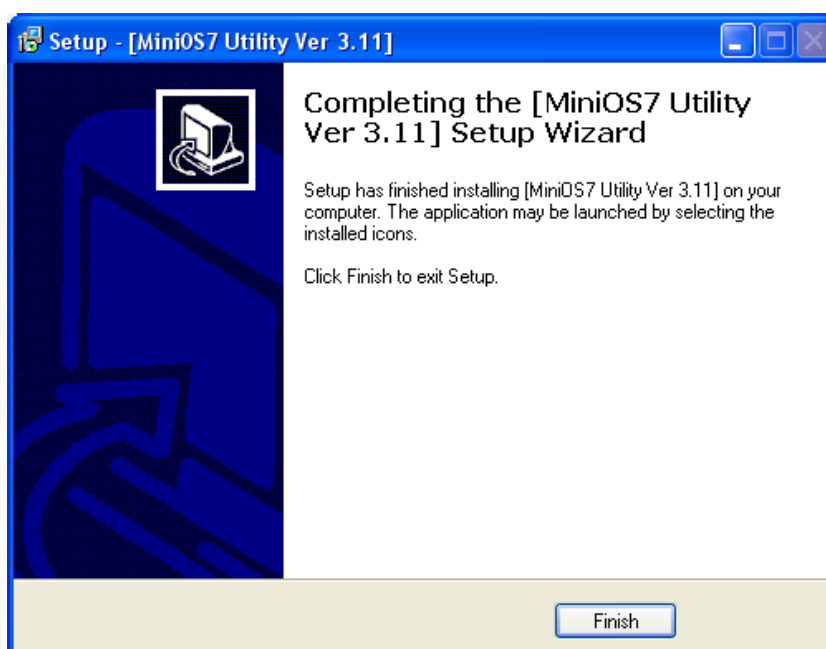 Setup - [MiniOS7 Utility Ver 3.11]
Completing the [MiniOS7 Utility
Ver 3.11] Setup Wizard
Setup has finished installing [MiniOS7 Utility Ver 3.11] on your
computer. The application may be launched by selecting the
installed icons.
Click Finish to exit Setup.
Finish